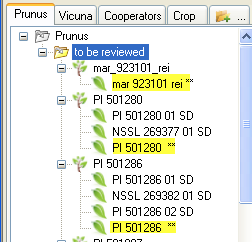 Prunus Vicuna Cooperators Crop ...
Prunus
to be reviewed
mar_923101_rei
mar 923101 rei **
PI 501280
PI 501280 01 SD
NSSL 269377 01 SD
PI 501280 **
PI 501286
PI 501286 01 SD
NSSL 269382 01 SD
PI 501286 02 SD
PI 501286 **